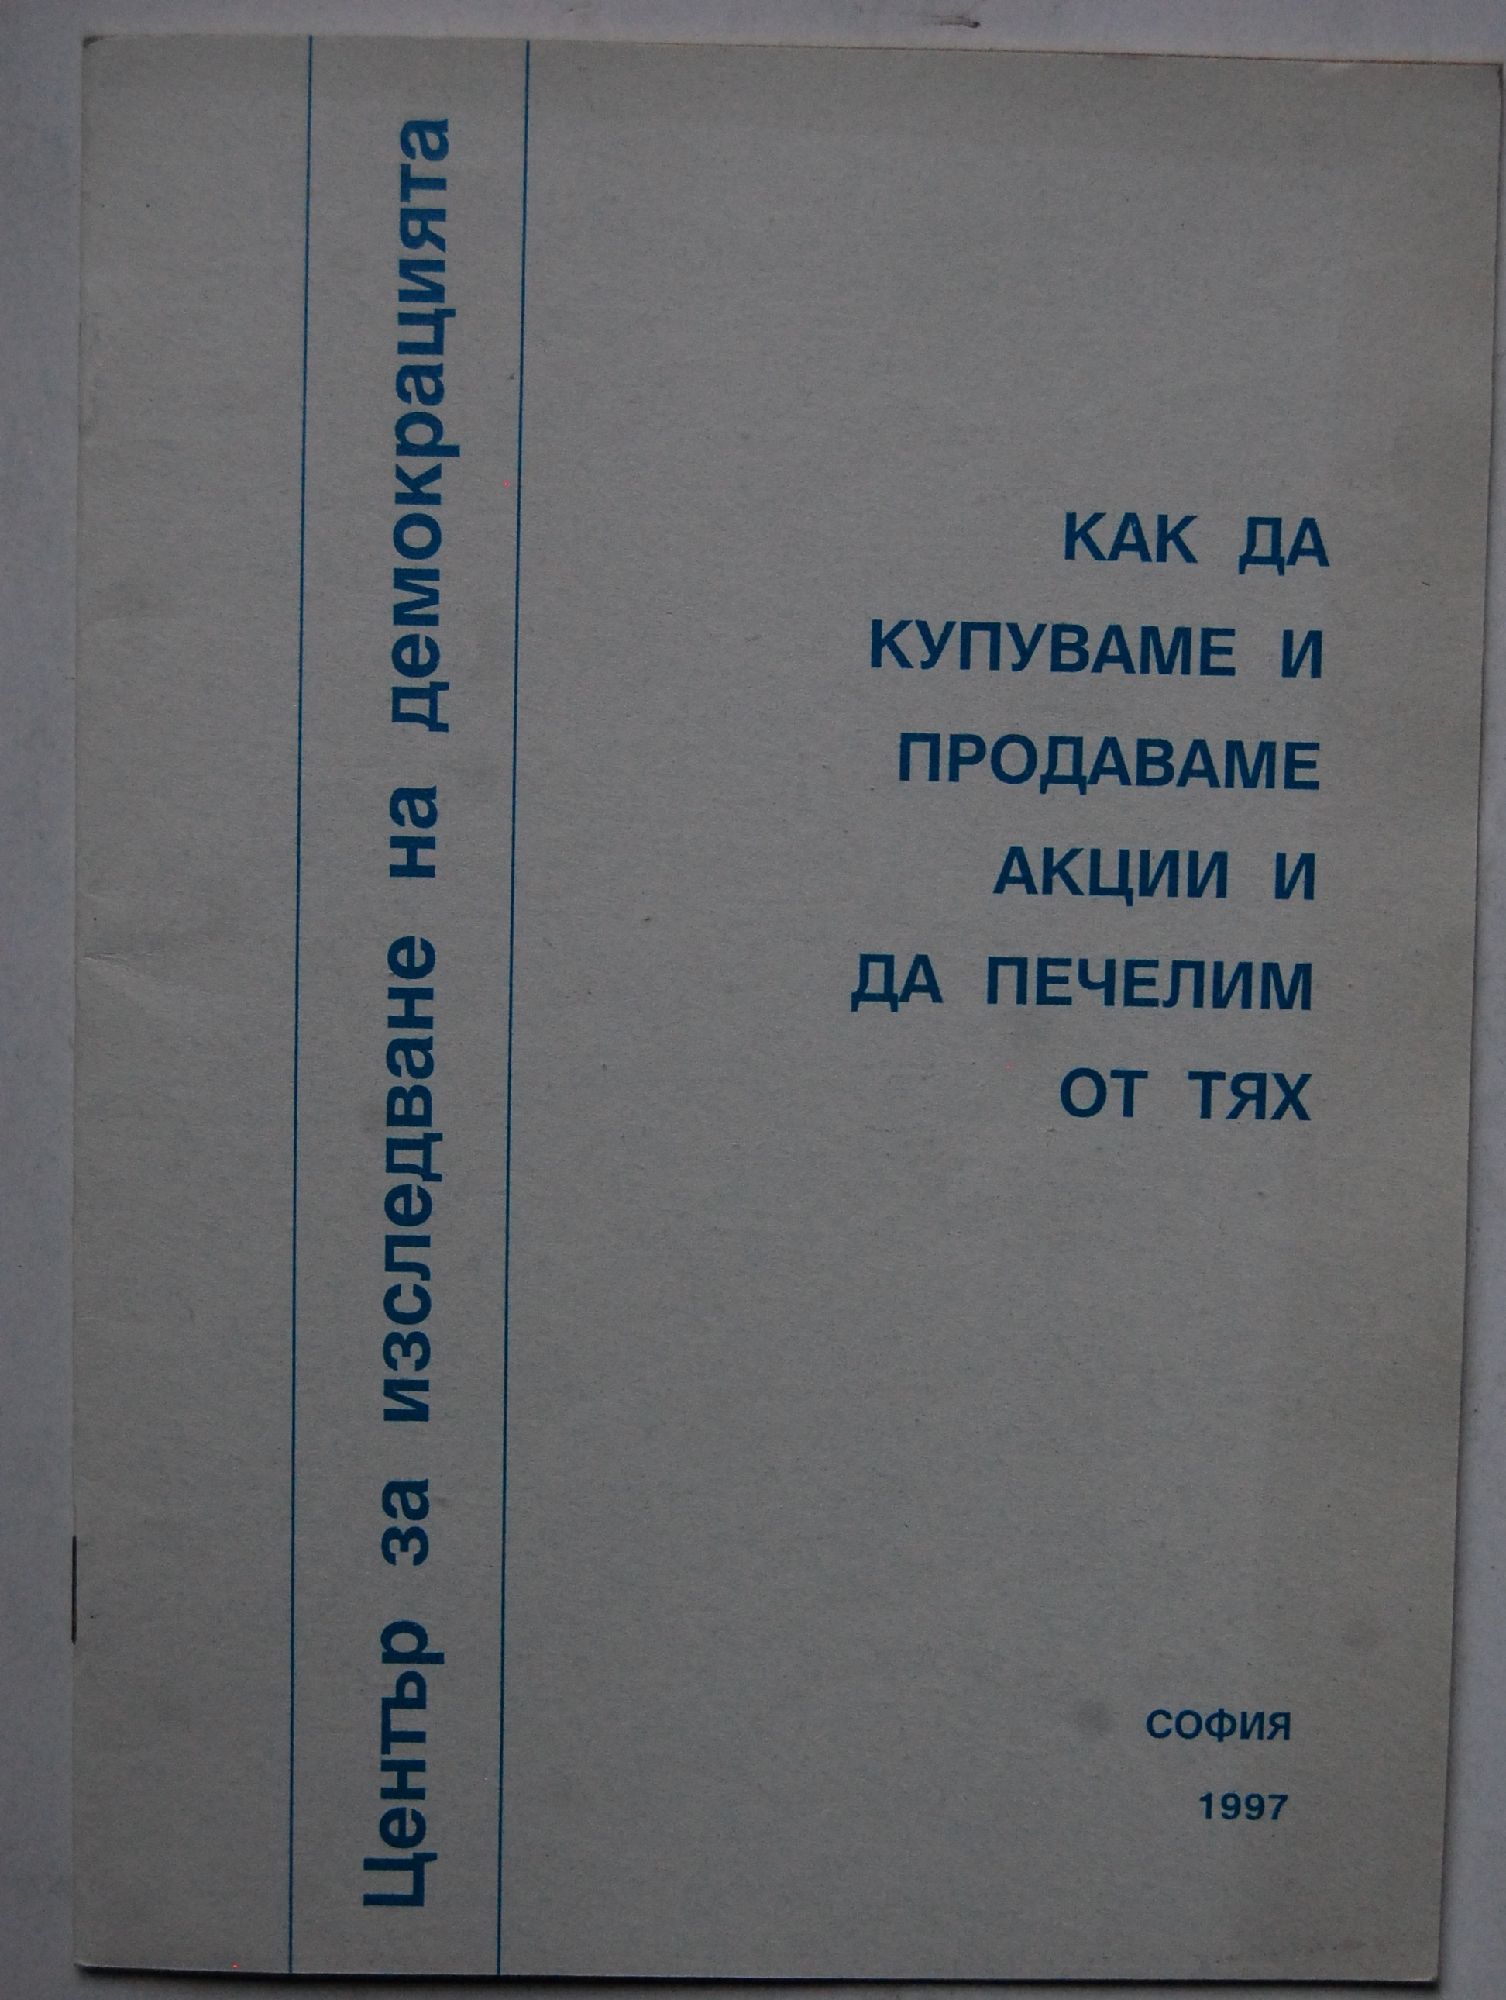 Център за изследване на демокрацията
КАК ДА
КУПУВАМЕ И
ПРОДАВАМЕ
АКЦИИ И
ДА ПЕЧЕЛИМ
ОТ ТЯХ
СОФИЯ
1997